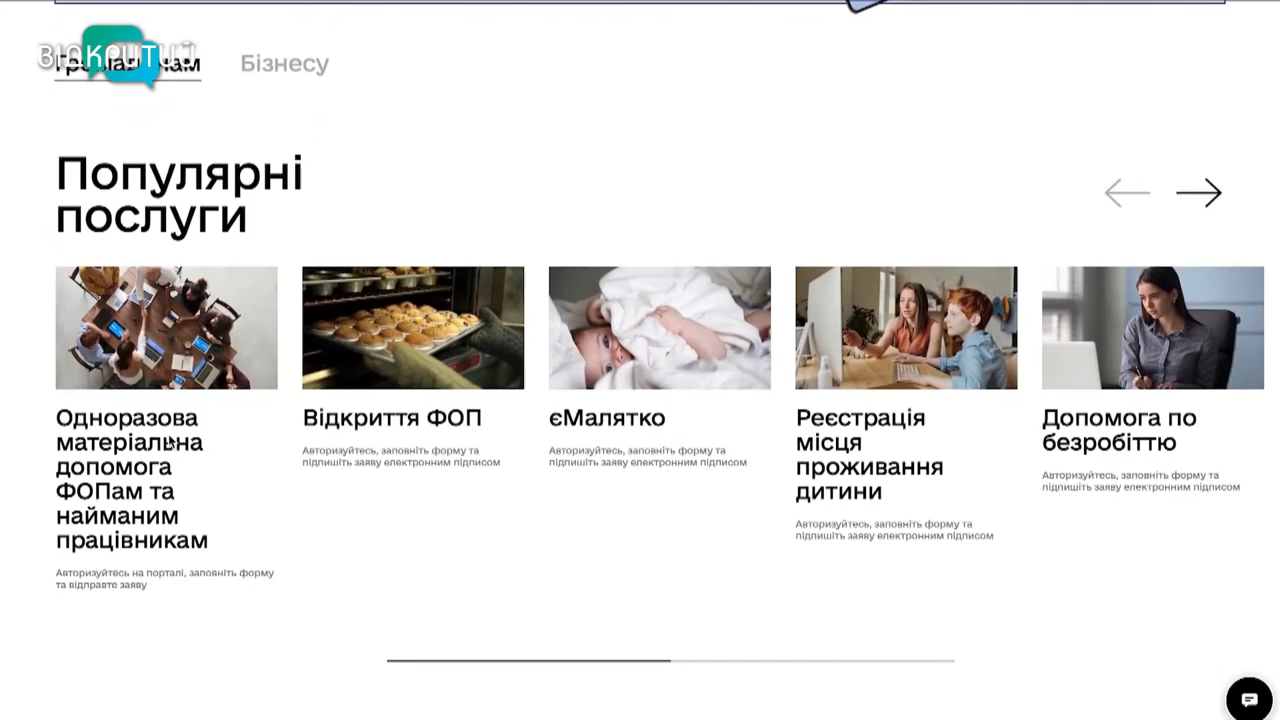 ВІДКРИТИЙ
Громадянам
Бізнесу
Популярні
послуги
Одноразова
матеріальна
допомога
ФОПам та
найманим
працівникам
Авторизуйтесь на порталі, заповніть форму
та відправте заяву
Відкриття ФОП
Авторизуйтесь, заповніть форму та
підпишіть заяву електронним підписом
єМалятко
Авторизуйтесь, заповніть форму та
підпишіть заяву електронним підписом
Реєстрація
місця
проживання
дитини
Авторизуйтесь, заповніть форму та
підпишіть заяву електронним підписом
Допомога по
безробіттю
Авторизуйтесь, заповніть форму та
підпишіть заяву електронним підписом